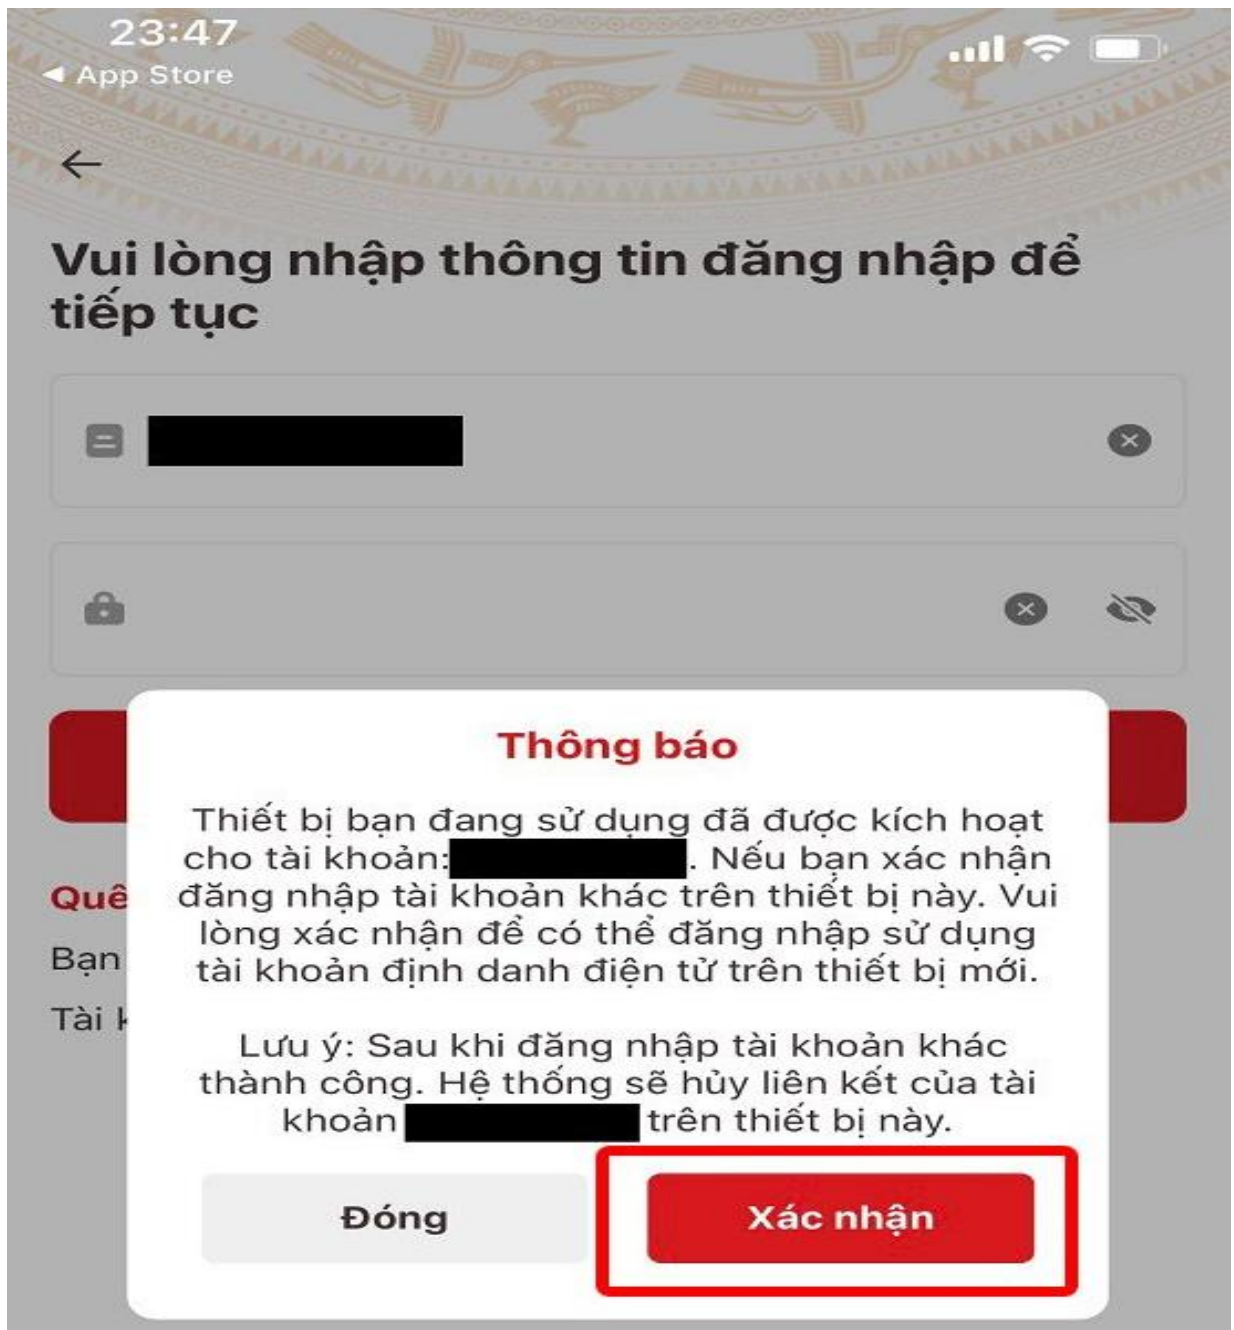 23:47
App Store
Vui lòng nhập thông tin đăng nhập để
tiếp tục
Thông báo
Thiết bị bạn đang sử dụng đã được kích hoạt
cho tài khoản: . Nếu bạn xác nhận
đăng nhập tài khoản khác trên thiết bị này. Vui
lòng xác nhận để có thể đăng nhập sử dụng
tài khoản định danh điện tử trên thiết bị mới.
Quê
Bạn
Tài
Lưu ý: Sau khi đăng nhập tài khoản khác
thành công. Hệ thống sẽ hủy liên kết của tài
khoản trên thiết bị này.
Đóng
Xác nhận